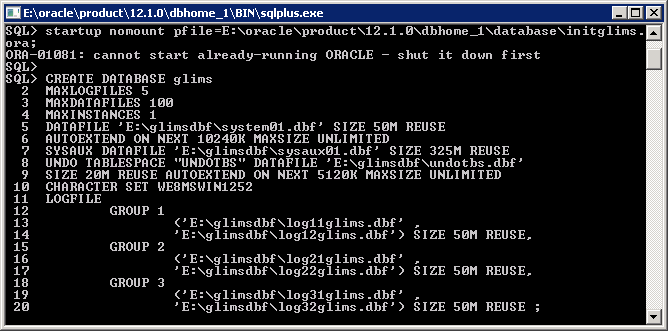 E:\oracle\product\12.1.0\dbhome_1\BIN\sqlplus.exe
SQL> startup nomount pfile=E:\oracle\product\12.1.0\dbhome_1\database\initglims.
ora;
ORA-01081: cannot start already-running ORACLE - shut it down first
SQL>
SQL> CREATE DATABASE glims
2 MAXLOGFILES 5
3 MAXDATAFILES 100
4 MAXINSTANCES 1
5 DATAFILE 'E:\glimsdbf\system01.dbf' SIZE 50M REUSE
6 AUTOEXTEND ON NEXT 10240K MAXSIZE UNLIMITED
7 SYSAUX DATAFILE 'E:\glimsdbf\sysaux01.dbf' SIZE 325M REUSE
8 UNDO TABLESPACE "UNDOTBS" DATAFILE 'E:\glimsdbf\undotbs.dbf'
9 SIZE 20M REUSE AUTOEXTEND ON NEXT 5120K MAXSIZE UNLIMITED
10 CHARACTER SET WE8MSWIN1252
11 LOGFILE
12 GROUP 1
13 ('E:\glimsdbf\log11glims.dbf' ,
14 'E:\glimsdbf\log12glims.dbf') SIZE 50M REUSE,
15 GROUP 2
16 ('E:\glimsdbf\log21glims.dbf' ,
17 'E:\glimsdbf\log22glims.dbf') SIZE 50M REUSE,
18 GROUP 3
19 ('E:\glimsdbf\log31glims.dbf' ,
20 'E:\glimsdbf\log32glims.dbf') SIZE 50M REUSE ;